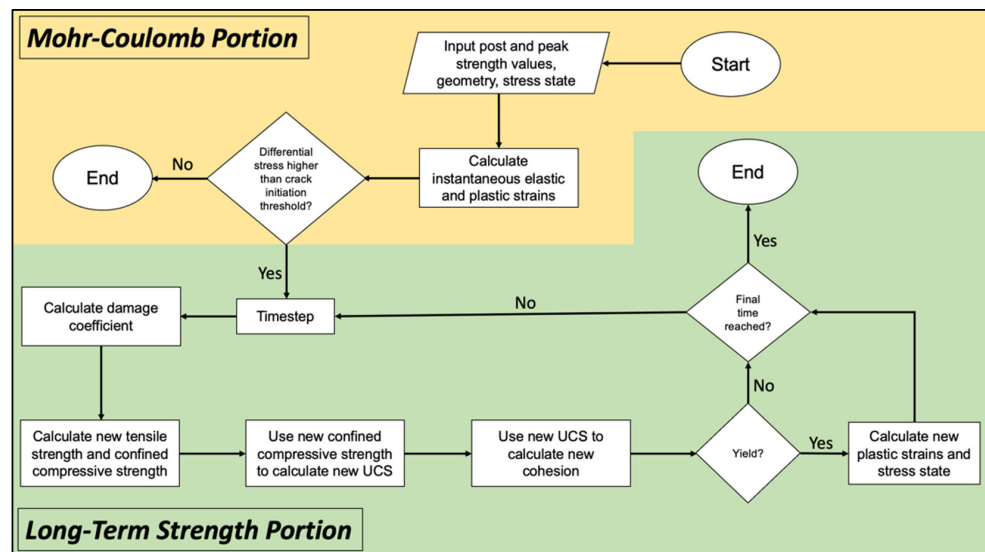 Mohr-Coulomb Portion
Start
Input post and peak
strength values,
geometry, stress state
Calculate
instantaneous elastic
and plastic strains
Differential
stress higher
than crack
initiation
threshold?
No
End
Yes
Timestep
Calculate damage
coefficient
Calculate new tensile
strength and confined
compressive strength
Use new confined
compressive strength
to calculate new UCS
Use new UCS to
calculate new
cohesion
Yield?
Yes
Calculate new
plastic strains and
stress state
No
Final
time
reached?
No
Yes
End
Long-Term Strength Portion